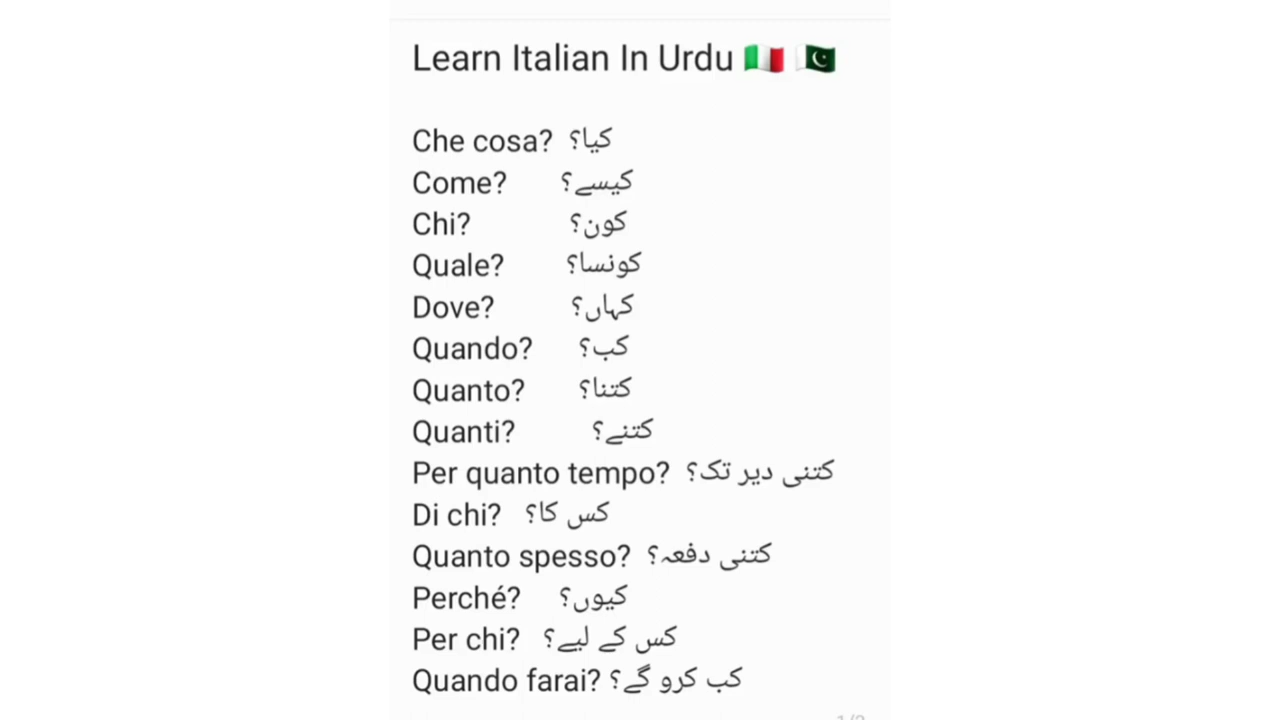 Learn Italian In Urdu 🇮🇹 🇵🇰
Che cosa? کیا؟
Come? کیسے؟
Chi? کون؟
Quale? کونسا؟
Dove? کہاں؟
Quando? کب؟
Quanto? کتنا؟
Quanti? کتنے؟
Per quanto tempo? کتنی دیر تک؟
Di chi? کس کا؟
Quanto spesso? کتنی دفعہ؟
Perché? کیوں؟
Per chi? کس کے لیے؟
Quando farai? کب کرو گے؟